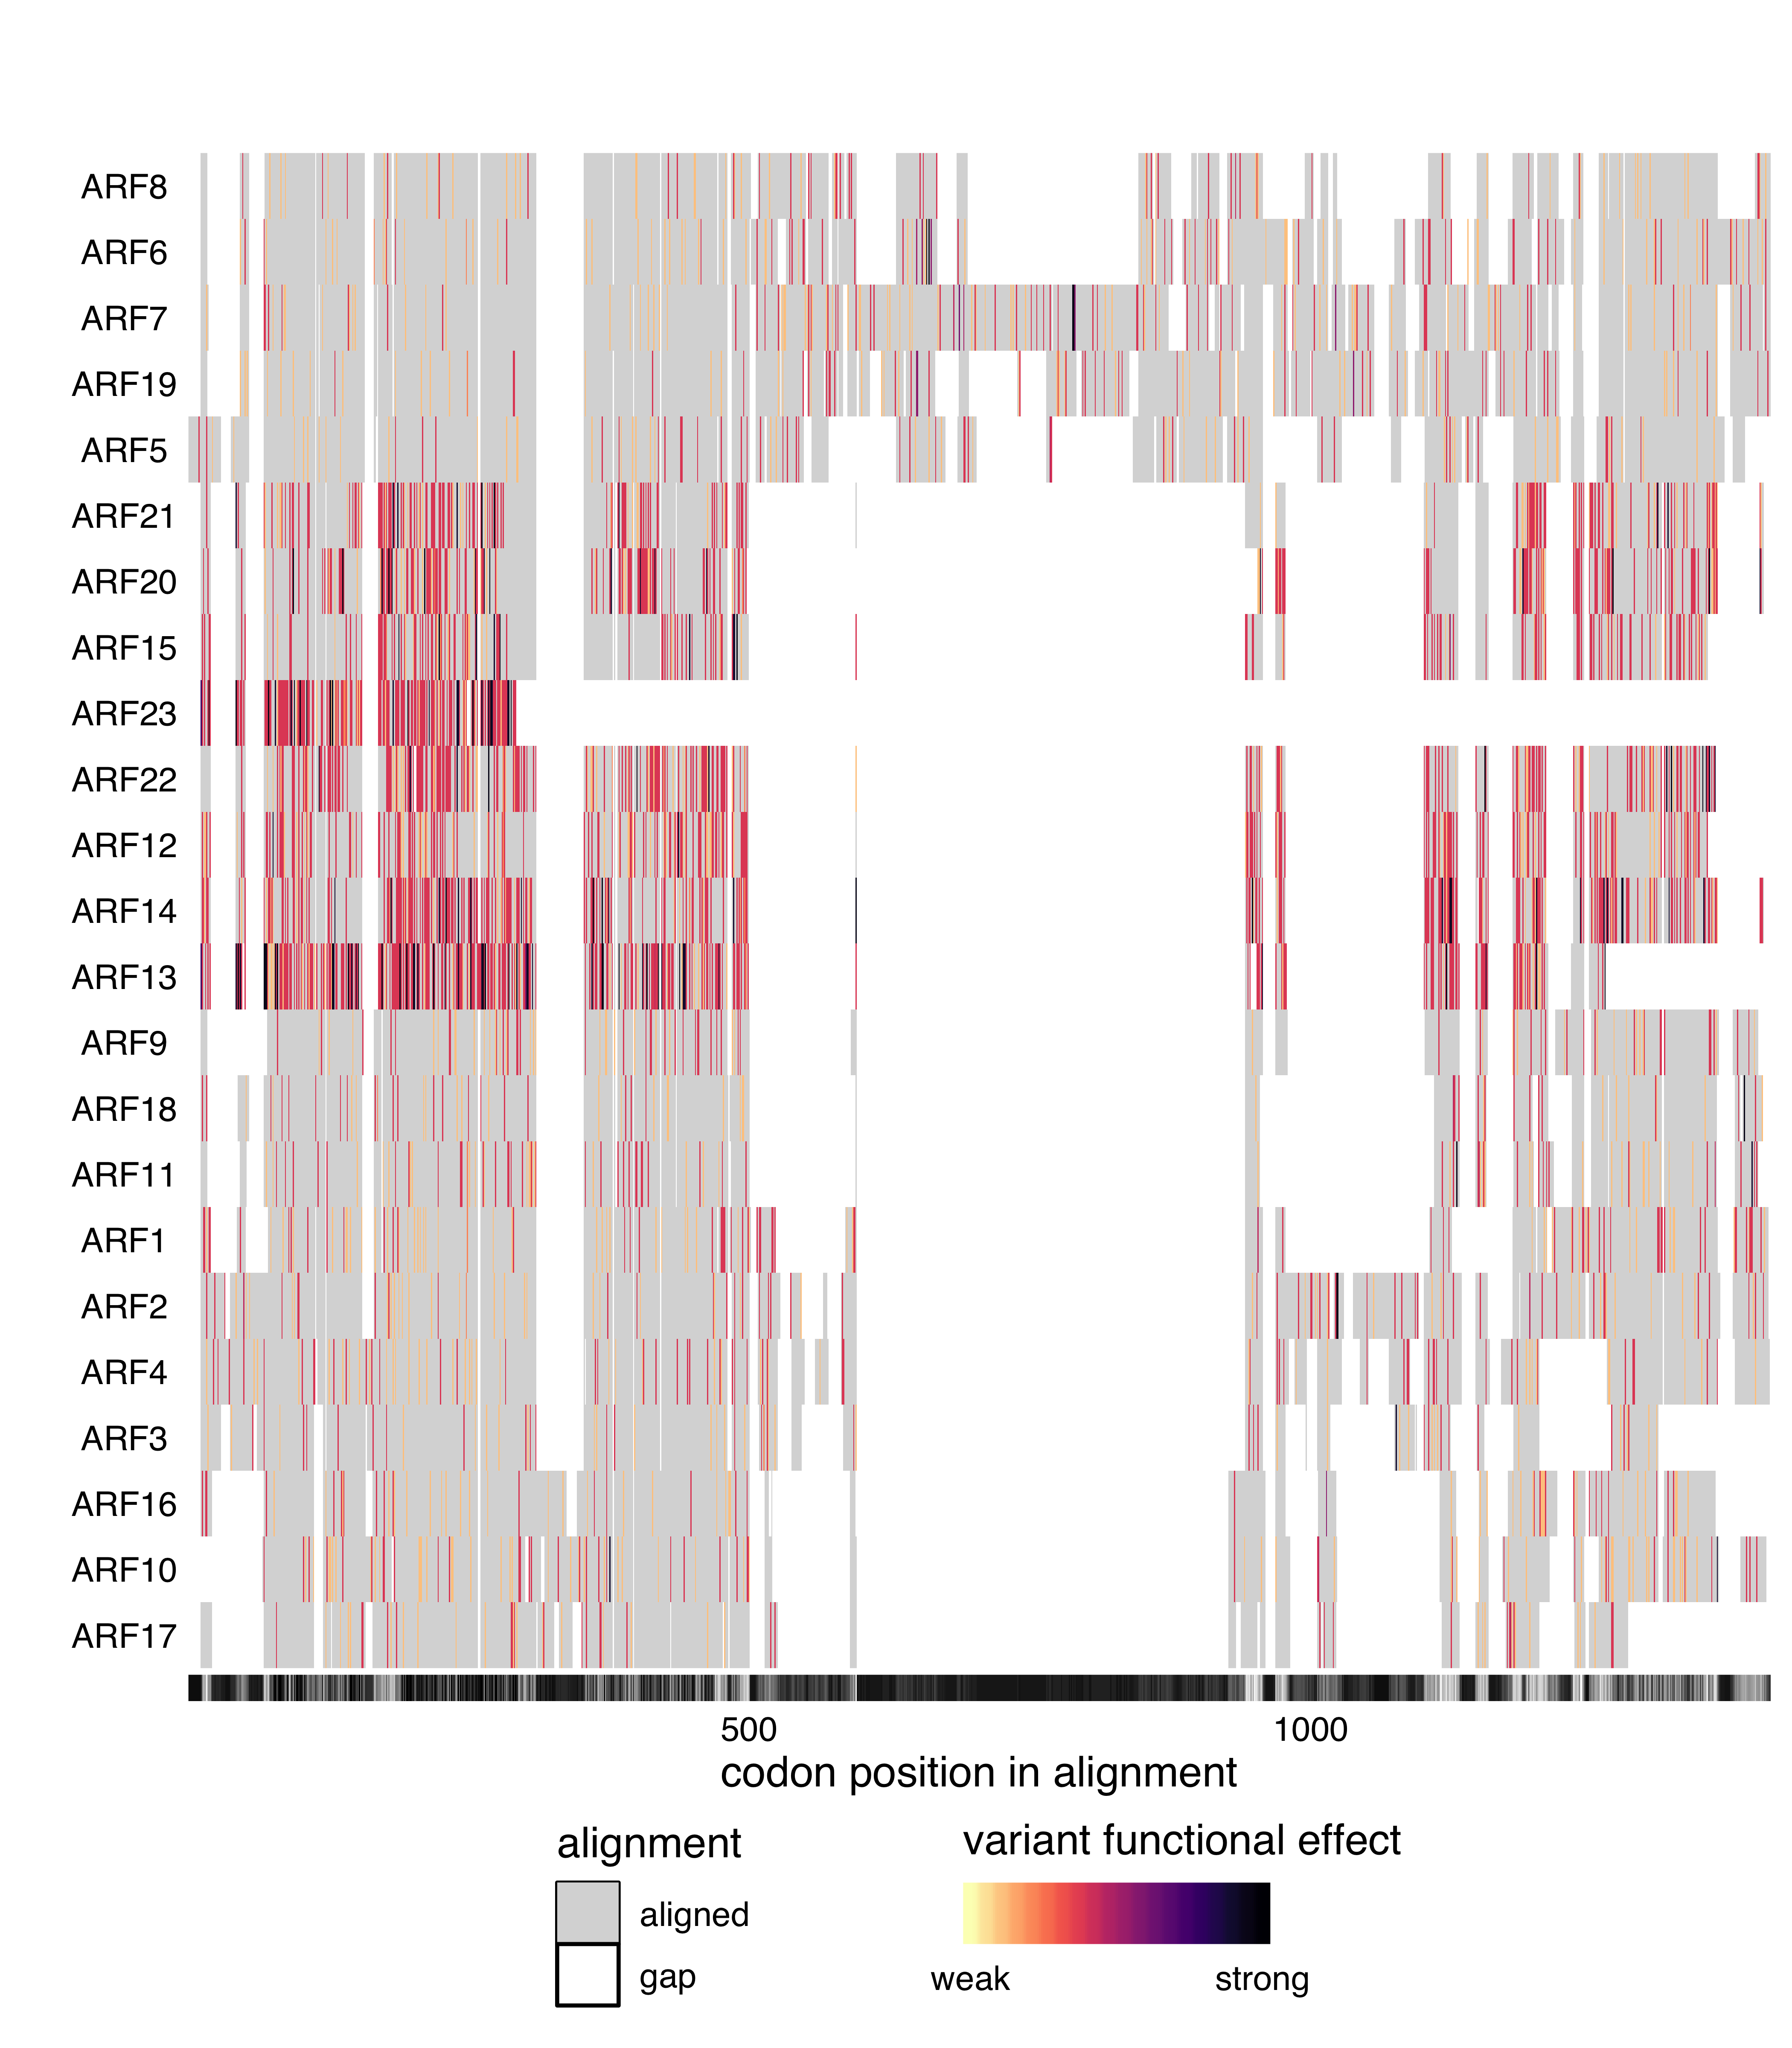 ARF8
ARF6
ARF7
ARF19
ARF5
ARF21
ARF20
ARF15
ARF23
ARF22
ARF12
ARF14
ARF13
ARF9
ARF18
ARF11
ARF1
ARF2
ARF4
ARF3
ARF16
ARF10
ARF17
500 1000
codon position in alignment
alignment
aligned
gap
variant functional effect
weak strong